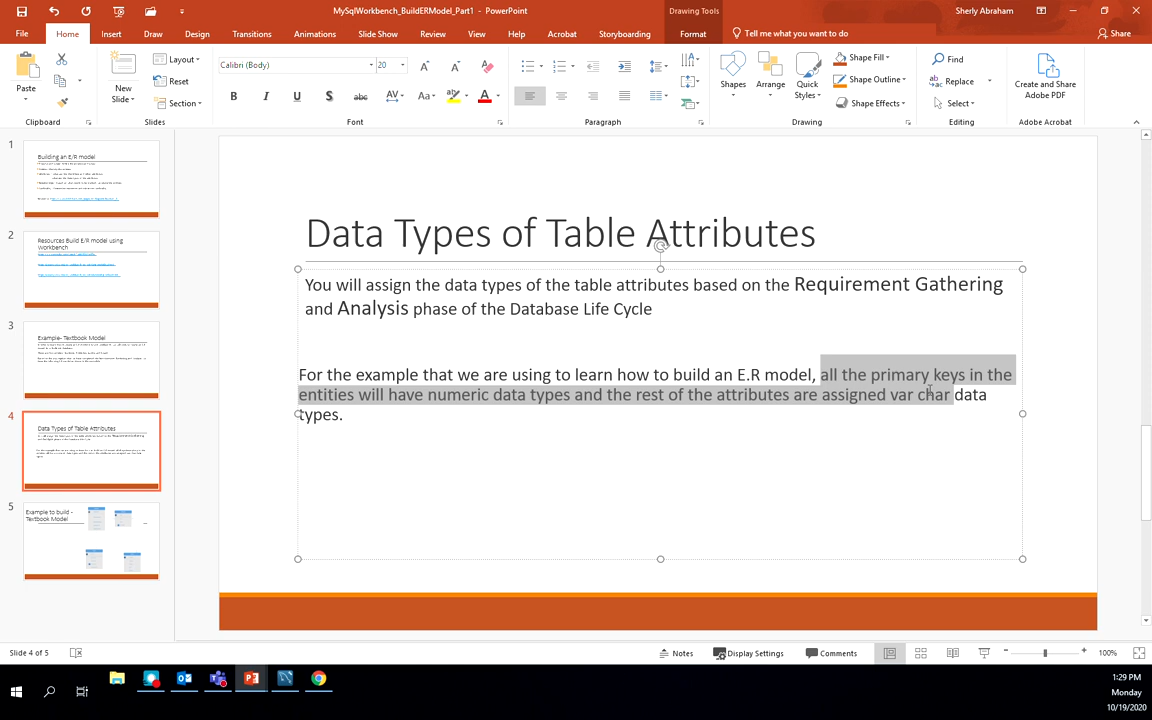 MySqlWorkbench_BuildERModel_Part1 - PowerPoint
Drawing Tools
Sherly Abraham
File Home Insert Draw Design Transitions Animations Slide Show Review View Help Acrobat Storyboarding Format Tell me what you want to do Share
Paste
Clipboard
New
Slide
Layout
Reset
Section
Slides
Calibri (Body) 20
B I U S abc AV Aa A
Font
Paragraph
Shapes
Arrange
Quick
Styles
Shape Fill
Shape Outline
Shape Effects
Drawing
Find
Replace
Select
Editing
Create and Share
Adobe PDF
Adobe Acrobat
1
Building an E/R model
2
Resources Build E/R model using
Workbench
3
Example- Textbook Model
4
Data Types of Table Attributes
5
Example to build -
Textbook Model
Data Types of Table Attributes
You will assign the data types of the table attributes based on the Requirement Gathering
and Analysis phase of the Database Life Cycle
For the example that we are using to learn how to build an E.R model, all the primary keys in the
entities will have numeric data types and the rest of the attributes are assigned var char data
types.
Slide 4 of 5
Notes Display Settings Comments 100%
1:29 PM
Monday
10/19/2020